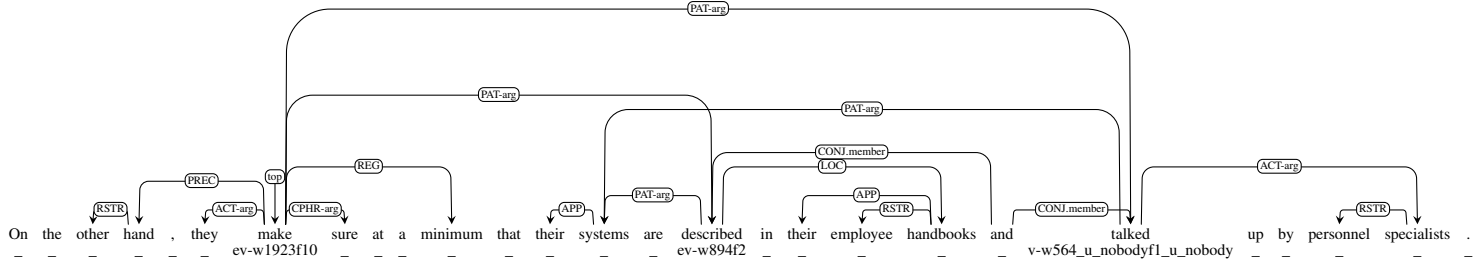 PAT-arg
PAT-arg
PAT-arg
CONJ.member
REG LOC ACT-arg
PREC top
PAT-arg APP
RSTR ACT-arg CPHR-arg APP RSTR CONJ.member RSTR
On the other hand , they make sure at a minimum that their systems are described in their employee handbooks and talked up by personnel specialists .
_ _ _ _ _ _ ev-w1923f10 _ _ _ _ _ _ _ _ ev-w894f2 _ _ _ _ _ v-w564_u_nobodyf1_u_nobody _ _ _ _ _